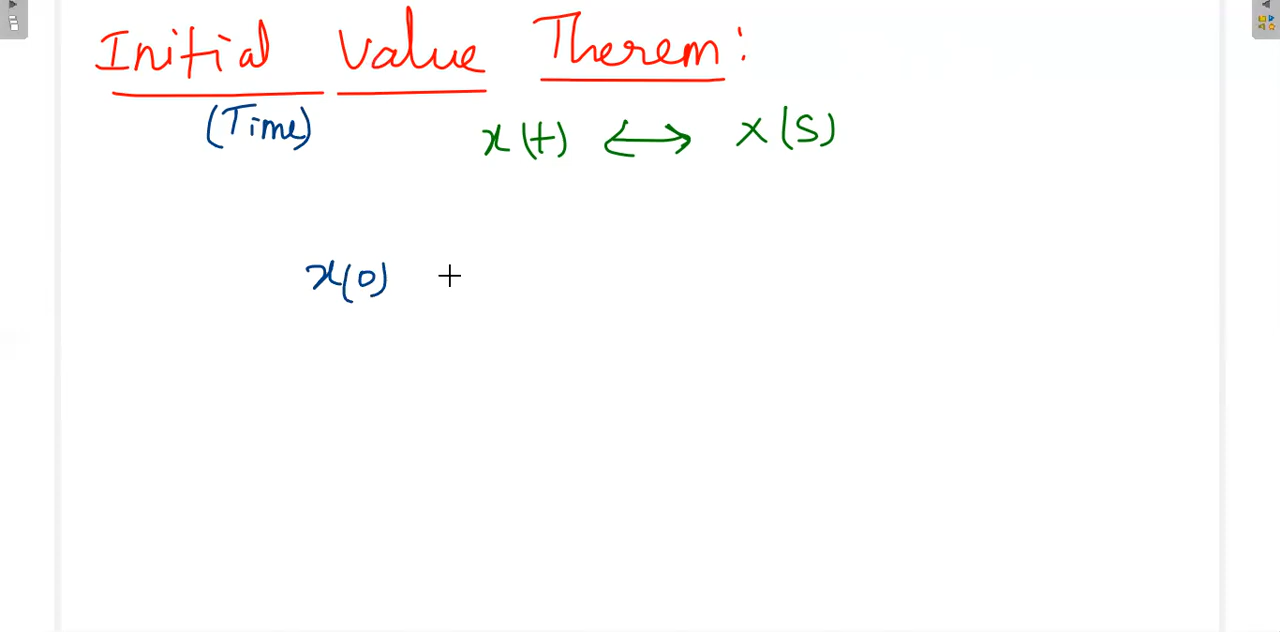 Initial Value Therem:
(Time)
x(t) ↔ X(S)
x(0)